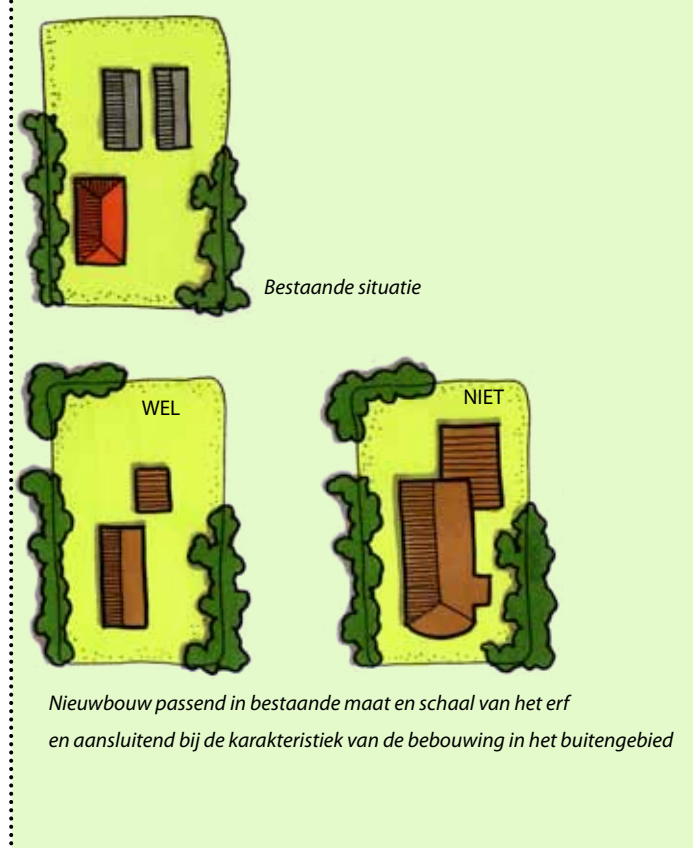 Bestaande situatie
WEL
NIET
Nieuwbouw passend in bestaande maat en schaal van het erf
en aansluitend bij de karakteristiek van de bebouwing in het buitengebied